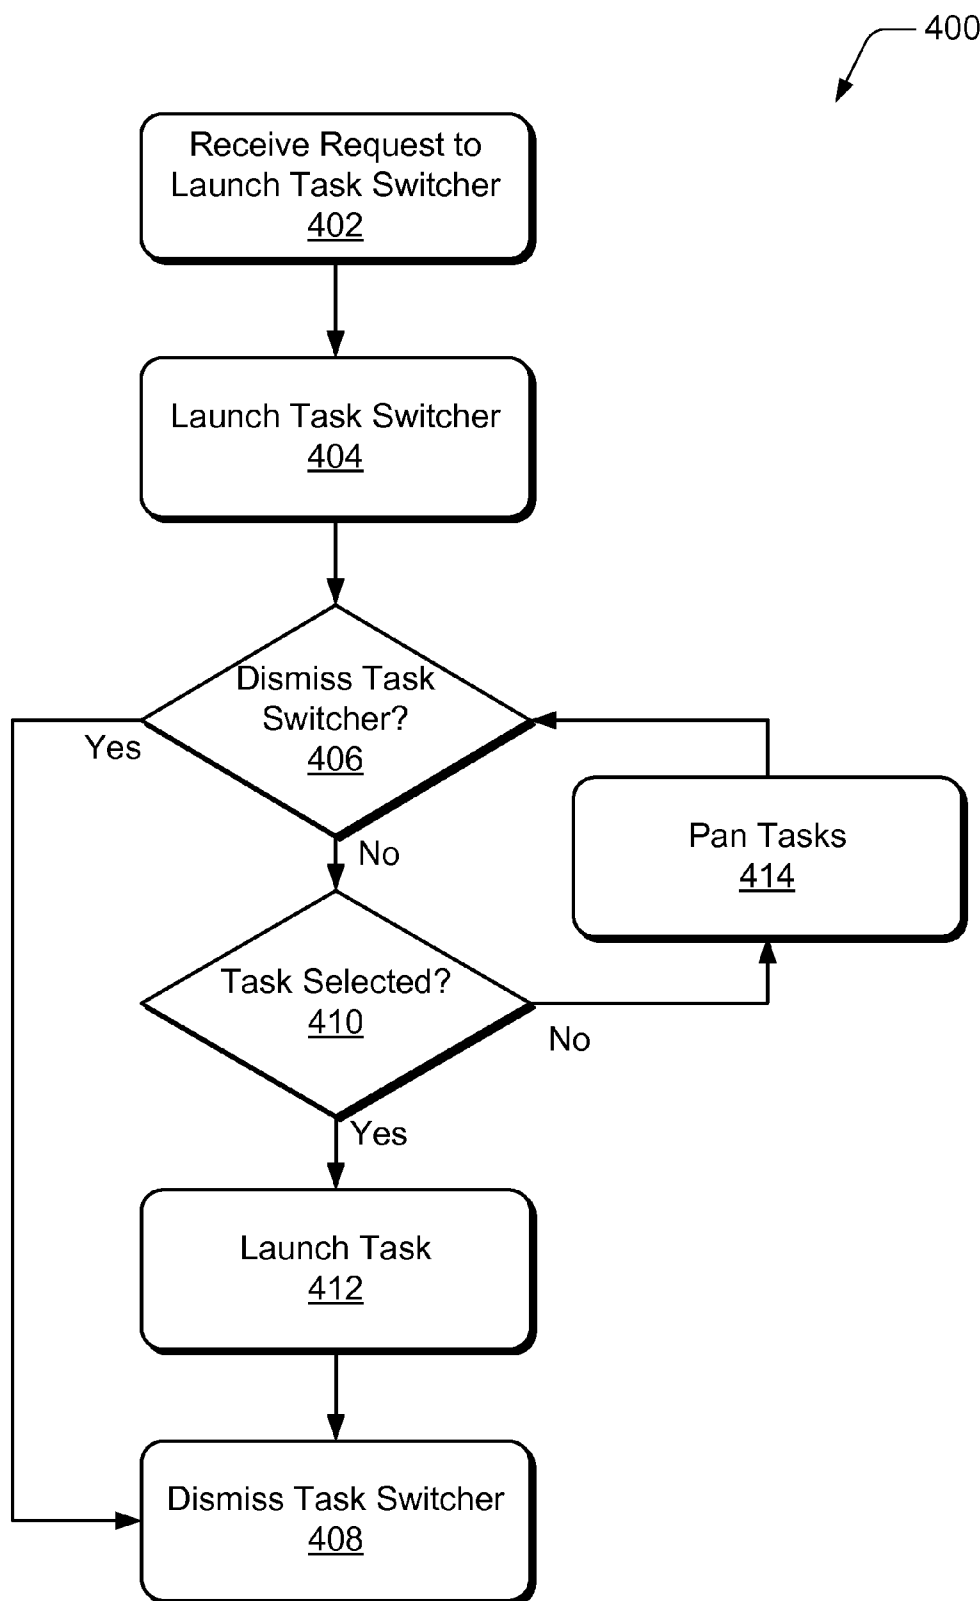 400
Receive Request to
Launch Task Switcher
402
Launch Task Switcher
404
Dismiss Task
Switcher?
406
Yes
No
Pan Tasks
414
Task Selected?
410
No
Yes
Launch Task
412
Dismiss Task Switcher
408